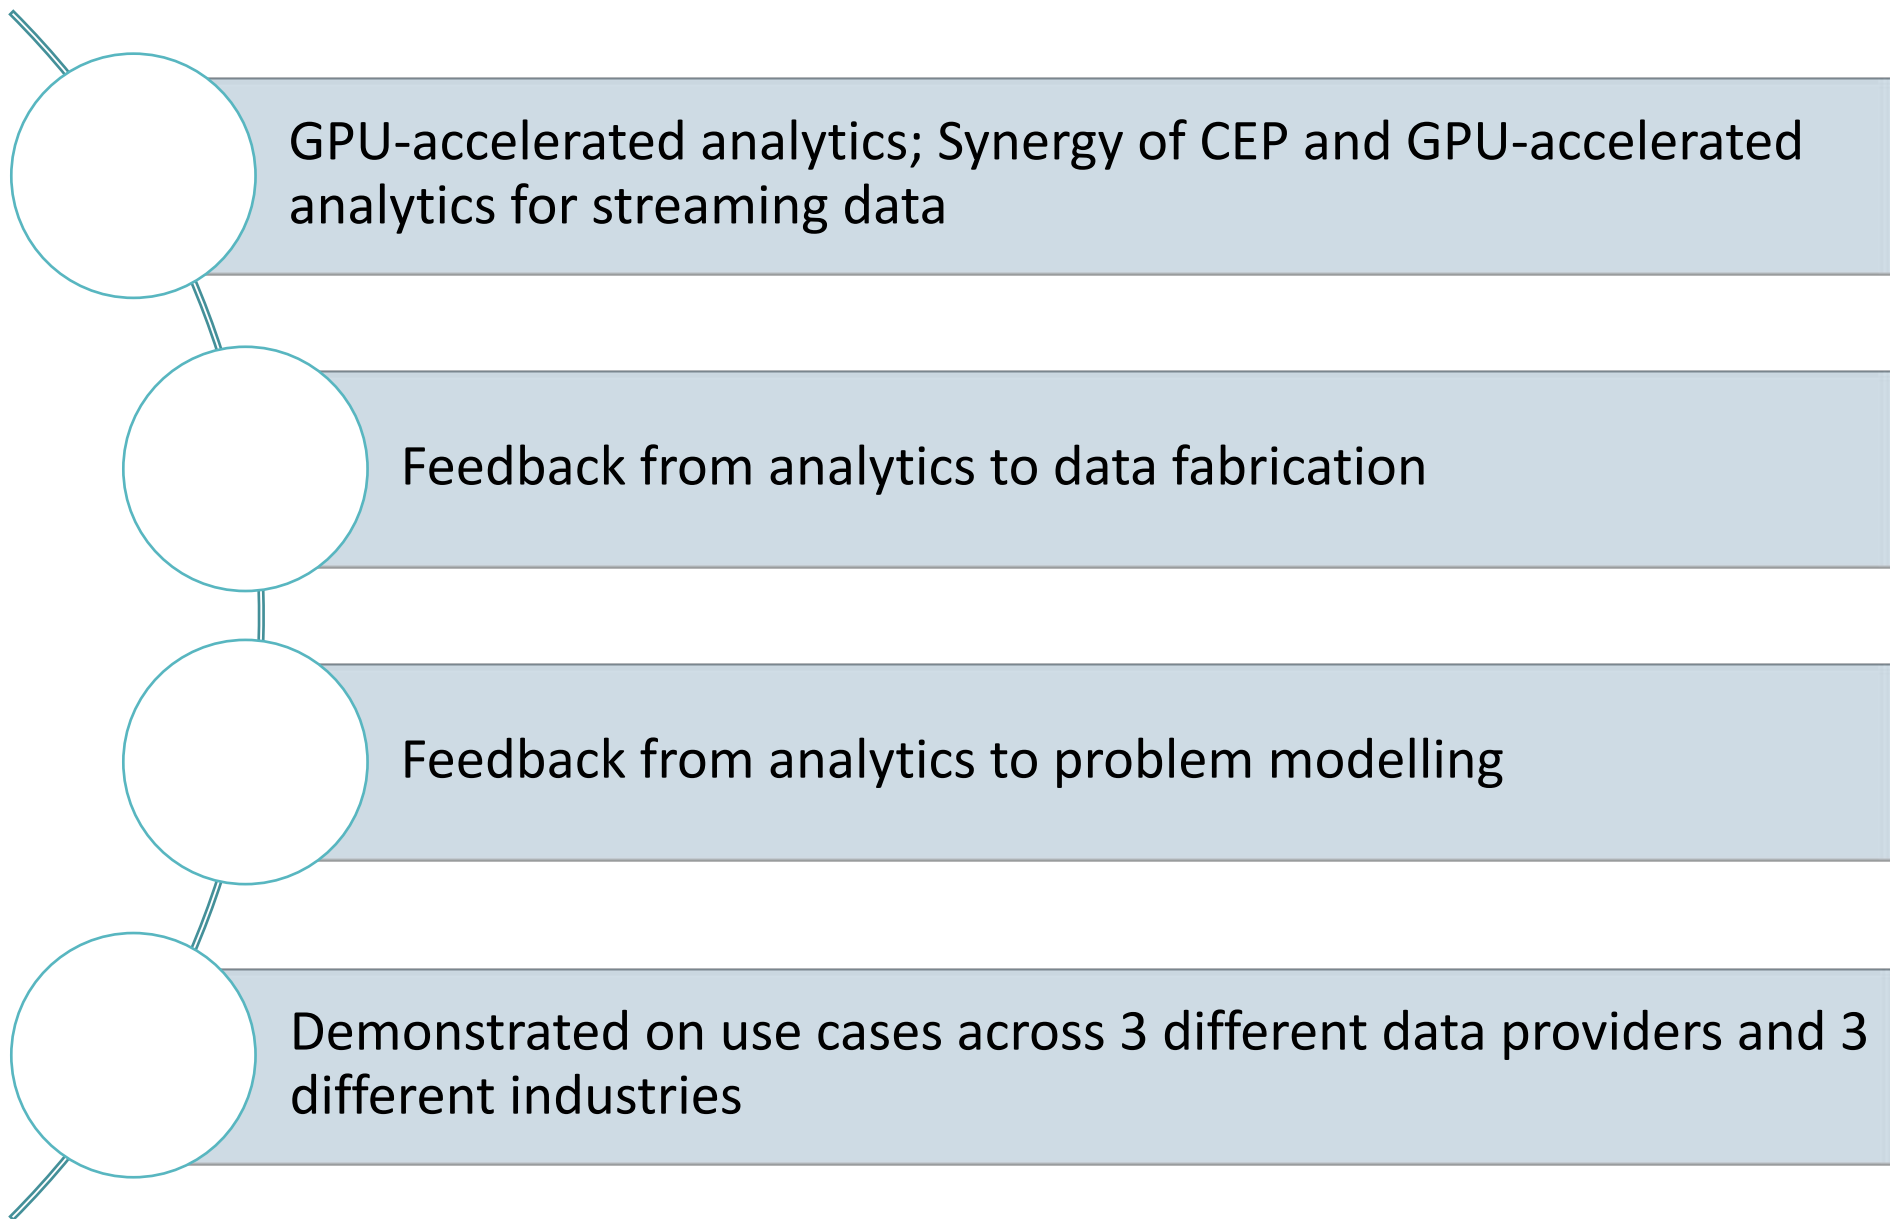 GPU-accelerated analytics; Synergy of CEP and GPU-accelerated
analytics for streaming data
Feedback from analytics to data fabrication
Feedback from analytics to problem modelling
Demonstrated on use cases across 3 different data providers and 3
different industries